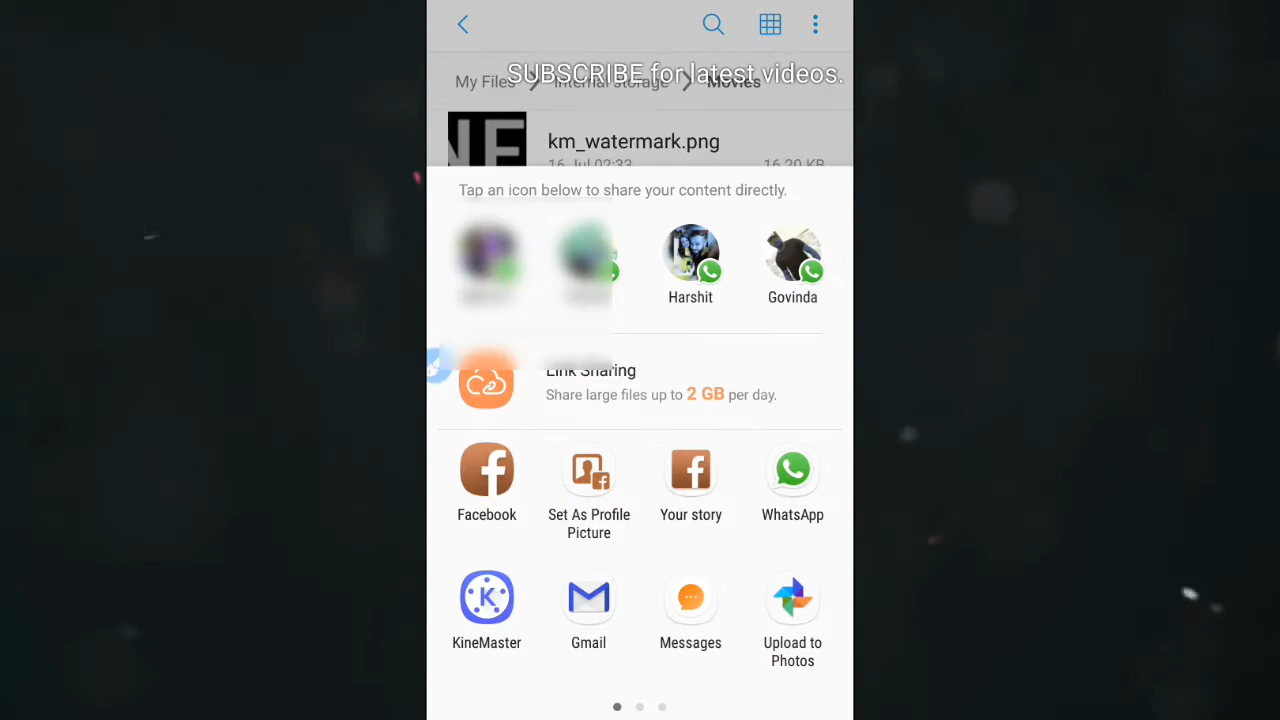 SUBSCRIBE for latest videos.
My Files > Internal storage > Movies
km_watermark.png
16 Jul 02:33 16.20 KB
Tap an icon below to share your content directly.
Harshit Govinda
Link Sharing
Share large files up to 2 GB per day.
Facebook Set As Profile Picture Your story WhatsApp
KineMaster Gmail Messages Upload to Photos